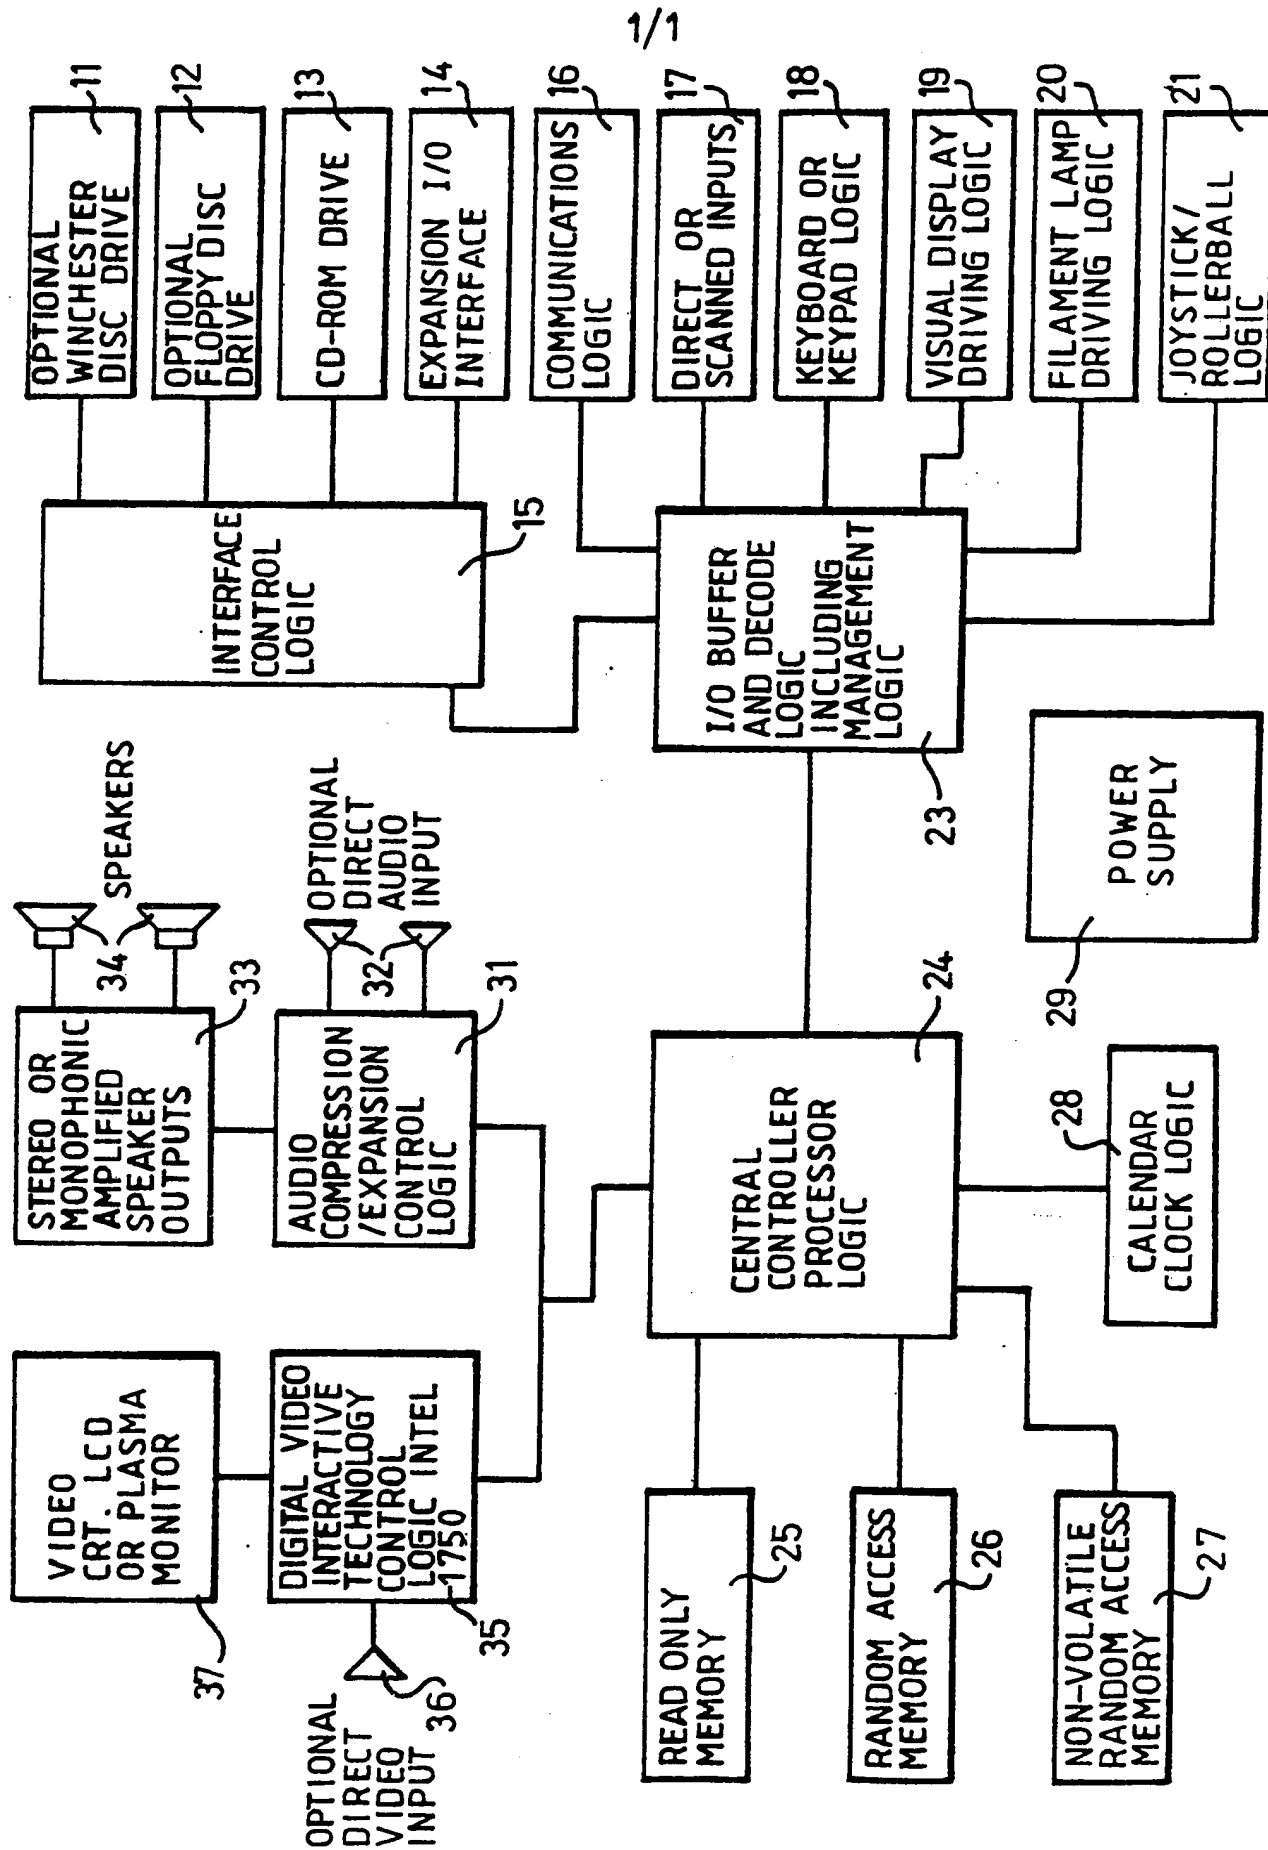 1/1
VIDEO
CRT. LCD
OR PLASMA
MONITOR
37
STEREO OR
MONOPHONIC
AMPLIFIED
SPEAKER
OUTPUTS
33
34
SPEAKERS
DIGITAL VIDEO
INTERACTIVE
TECHNOLOGY
CONTROL
LOGIC INTEL
1750
35
OPTIONAL
DIRECT
VIDEO
INPUT
36
AUDIO
COMPRESSION
/EXPANSION
CONTROL
LOGIC
31
32
OPTIONAL
DIRECT
AUDIO
INPUT
INTERFACE
CONTROL
LOGIC
15
OPTIONAL
WINCHESTER
DISC DRIVE
11
OPTIONAL
FLOPPY DISC
DRIVE
12
CD-ROM DRIVE
13
EXPANSION I/O
INTERFACE
14
COMMUNICATIONS
LOGIC
16
DIRECT OR
SCANNED INPUTS
17
KEYBOARD OR
KEYPAD LOGIC
18
VISUAL DISPLAY
DRIVING LOGIC
19
FILAMENT LAMP
DRIVING LOGIC
20
JOYSTICK/
ROLLERBALL
LOGIC
21
I/O BUFFER
AND DECODE
LOGIC
INCLUDING
MANAGEMENT
LOGIC
23
CENTRAL
CONTROLLER
PROCESSOR
LOGIC
24
READ ONLY
MEMORY
25
RANDOM ACCESS
MEMORY
26
NON-VOLATILE
RANDOM ACCESS
MEMORY
27
CALENDAR
CLOCK LOGIC
28
POWER
SUPPLY
29